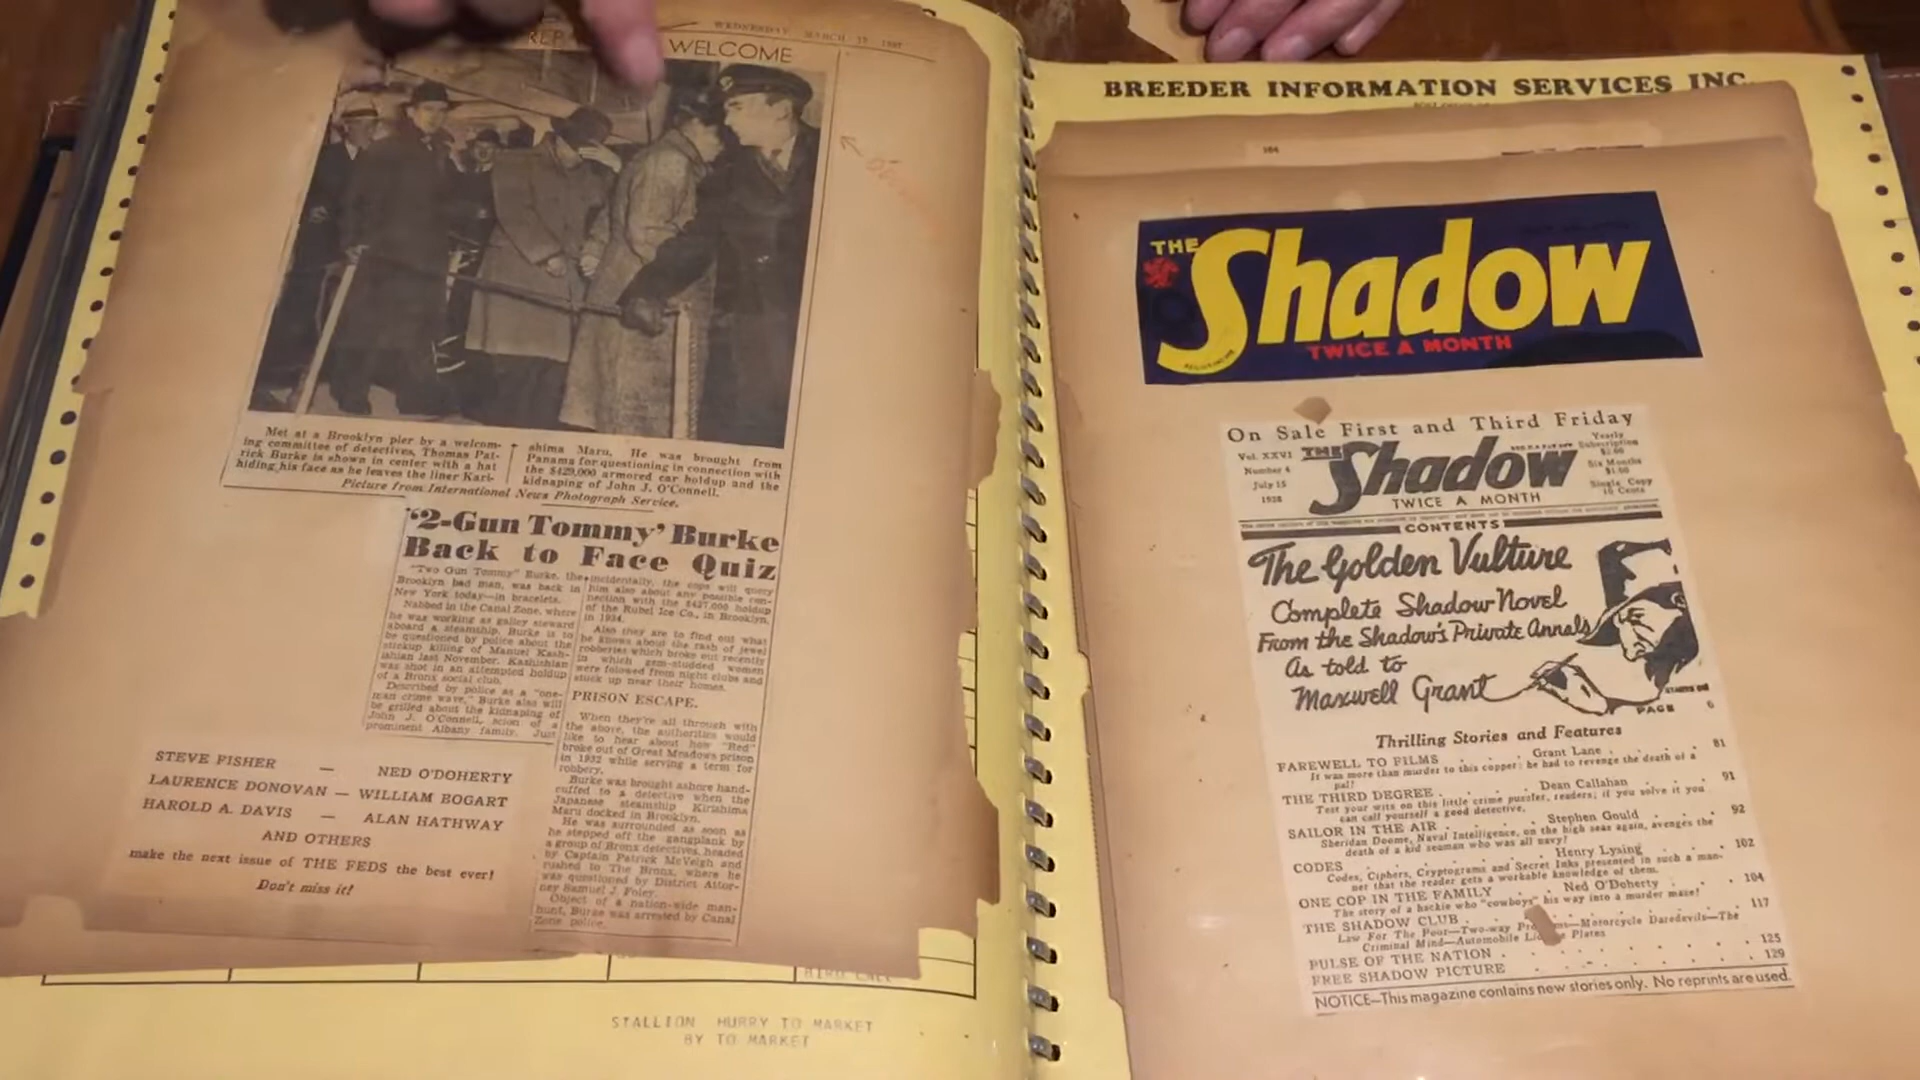 WEDNESDAY MARCH
WELCOME
Met at a Brooklyn pier by a welcom-
ing committee of detectives, Thomas Pat-
rick Burke is shown in center with a hat
hiding his face as he leaves the liner Kari-
shima Maru. He was brought from
Panama for questioning in connection with
the $429,000 armored car holdup and the
kidnaping of John J. O'Connell.
Picture from International News Photograph Service.
'2-Gun Tommy' Burke
Back to Face Quiz
"Two Gun Tommy" Burke, the
Brooklyn bad man, was back in
New York today—in bracelets.
Nabbed in the Canal Zone, where
he was working as galley steward
aboard a steamship, Burke is to
be questioned by police about the
stickup killing of Manuel Kash-
ishian last November. Kashishian
was shot in an attempted holdup
of a Bronx social club.
Described by police as a "one-
man crime wave," Burke also will
be grilled about the kidnaping of
John J. O'Connell, scion of a
prominent Albany family. Just
incidentally, the cops will query
him also about any possible con-
nection with the $427,000 holdup
of the Rubel Ice Co., in Brooklyn,
in 1934.
Also they are to find out what
he knows about the rash of jewel
robberies which broke out recently
in which gem-studded women
were followed from night clubs and
stuck up near their homes.
PRISON ESCAPE.
When they're all through with
the above, the authorities would
like to hear about how "Red"
broke out of Great Meadows prison
in 1932 while serving a term for
robbery.
Burke was brought ashore hand-
cuffed to a detective when the
Japanese steamship Kirishima
Maru docked in Brooklyn.
He was surrounded as soon as
he stepped off the gangplank by
a group of Bronx detectives, headed
by Captain Patrick McVeigh and
rushed to The Bronx, where he
was questioned by District Attor-
ney Samuel J. Foley.
Object of a nation-wide man-
hunt, Burke was arrested by Canal
Zone police.
STEVE FISHER — NED O'DOHERTY
LAURENCE DONOVAN — WILLIAM BOGART
HAROLD A. DAVIS — ALAN HATHWAY
AND OTHERS
make the next issue of THE FEDS the best ever!
Don't miss it!
STALLION HURRY TO MARKET
BY TO MARKET
BREEDER INFORMATION SERVICES INC.
104
THE Shadow
TWICE A MONTH
On Sale First and Third Friday
Vol. XXVI
Number 4
July 15
1938
THE Shadow
TWICE A MONTH
Yearly
Subscription
$2.00
Six Months
$1.00
Single Copy
10 Cents
CONTENTS
The Golden Vulture
Complete Shadow Novel
From the Shadow's Private Annals
As told to
Maxwell Grant
STARTS ON
PAGE 6
Thrilling Stories and Features
FAREWELL TO FILMS . . Grant Lane . . . 81
It was more than murder to this copper: he had to revenge the death of a
pal!
THE THIRD DEGREE . . Dean Callahan . . . 91
Test your wits on this little crime puzzler, readers; if you solve it you
can call yourself a good detective.
SAILOR IN THE AIR . . Stephen Gould . . . 92
Sheridan Doome, Naval Intelligence, on the high seas again, avenges the
death of a kid seaman who was all navy!
CODES . . Henry Lysing . . . 102
Codes, Ciphers, Cryptograms and Secret Inks presented in such a man-
ner that the reader gets a workable knowledge of them.
ONE COP IN THE FAMILY . . Ned O'Doherty . . . 104
The story of a hackie who "cowboys" his way into a murder maze!
THE SHADOW CLUB . . . 117
Law For The Poor—Two-way —Motorcycle Daredevils—The
Criminal Mind—Automobile Plates
PULSE OF THE NATION . . . 125
FREE SHADOW PICTURE . . . 129
NOTICE—This magazine contains new stories only. No reprints are used.